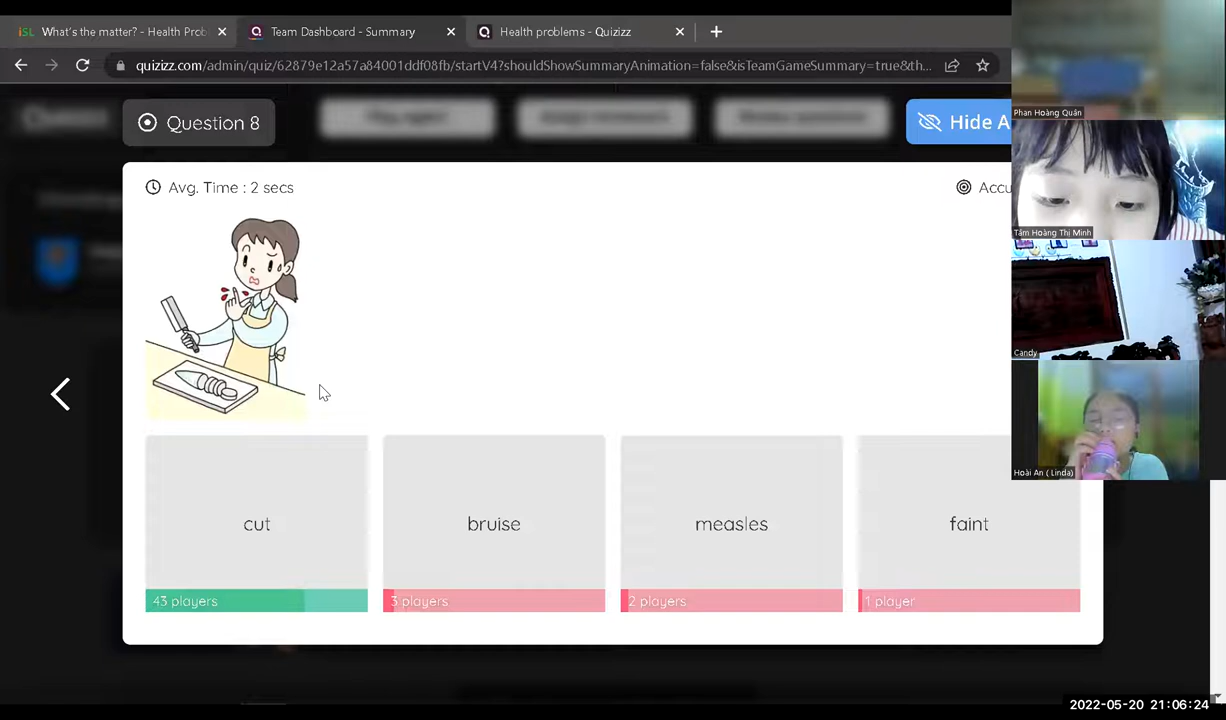 iSL What's the matter? - Health Prob
Team Dashboard - Summary
Health problems - Quizizz
quizizz.com/admin/quiz/62879e12a57a84001ddf08fb/startV4?shouldShowSummaryAnimation=false&isTeamGameSummary=true&th...
Question 8
Hide A
Avg. Time : 2 secs
Accu
cut
bruise
measles
faint
43 players
3 players
2 players
1 player
Phan Hoàng Quân
Tầm Hoàng Thị Minh
Candy
Hoài An ( Linda)
2022-05-20 21:06:24